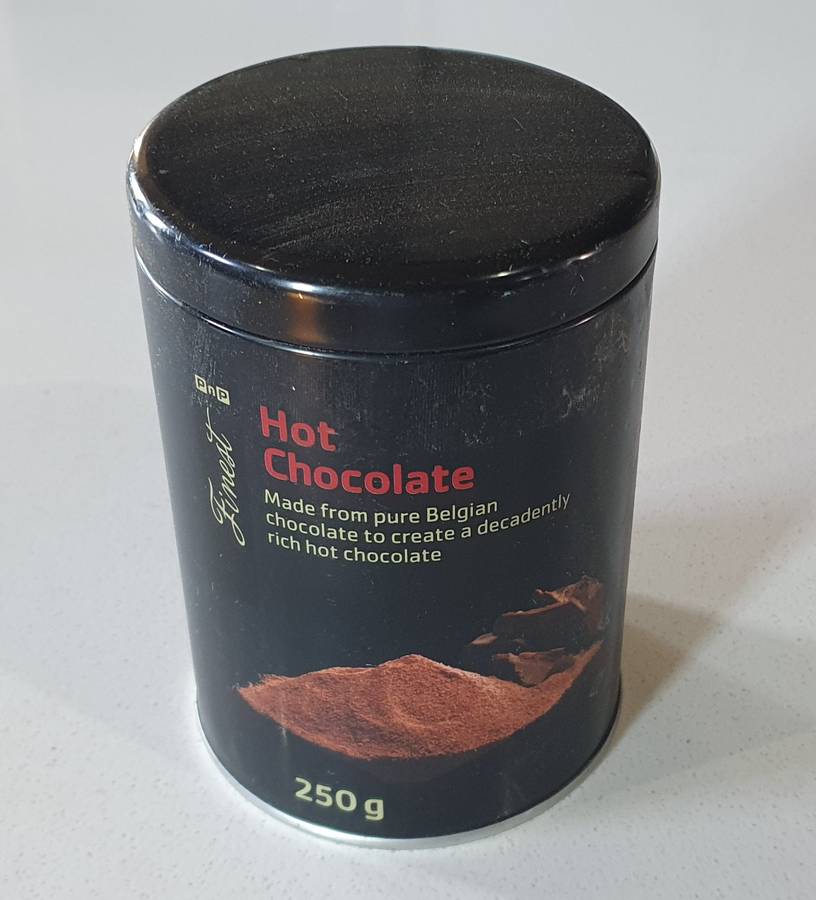 PnP
Finest
Hot
Chocolate
Made from pure Belgian
chocolate to create a decadently
rich hot chocolate
250 g